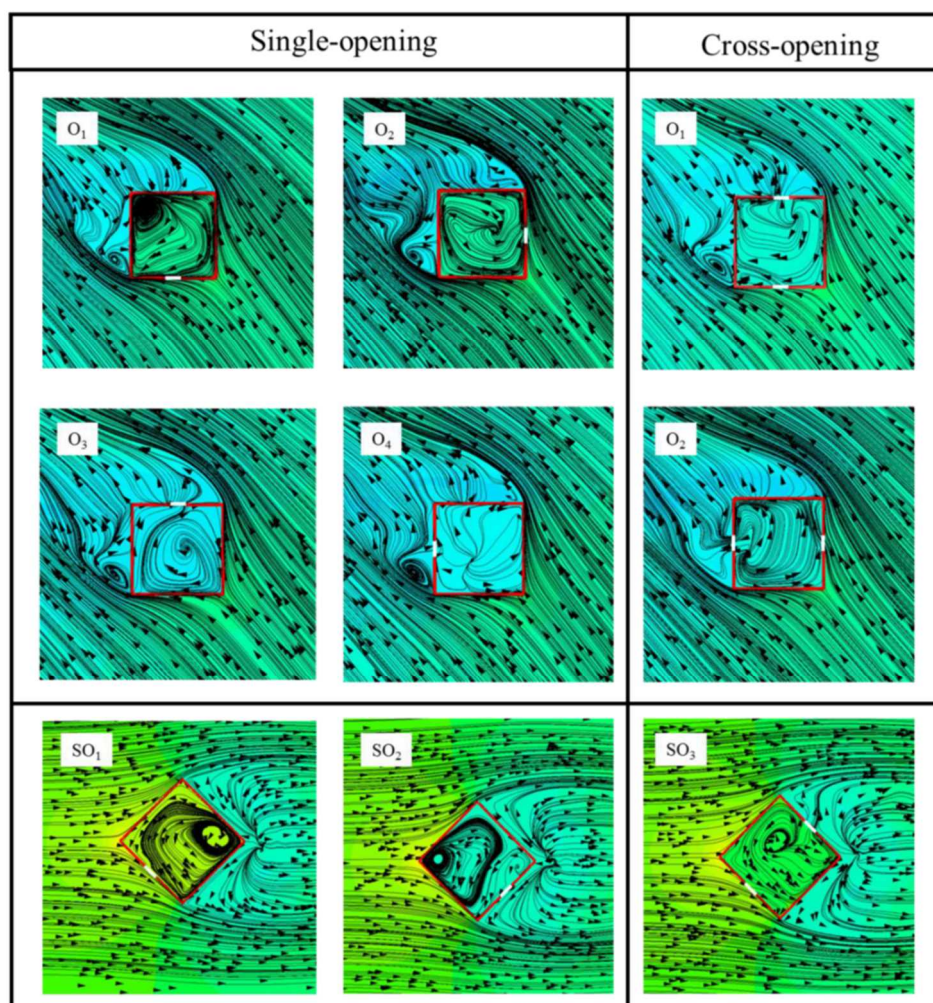 Single-opening
Cross-opening
O₁
O₂
O₁
O₃
O₄
O₂
SO₁
SO₂
SO₃